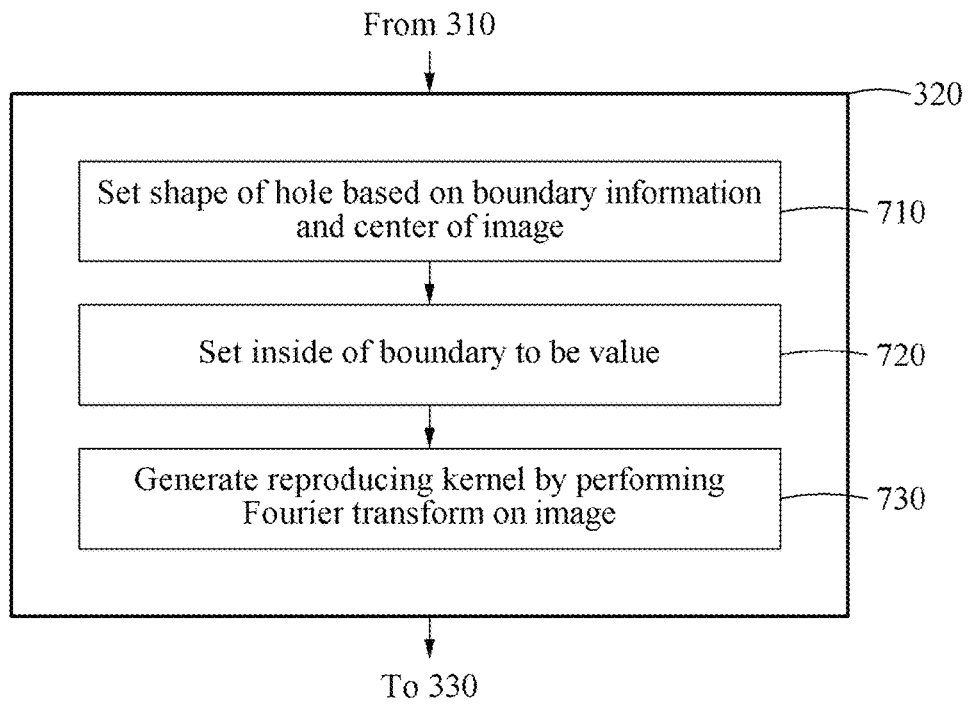 From 310
320
Set shape of hole based on boundary information
and center of image
710
Set inside of boundary to be value
720
Generate reproducing kernel by performing
Fourier transform on image
730
To 330